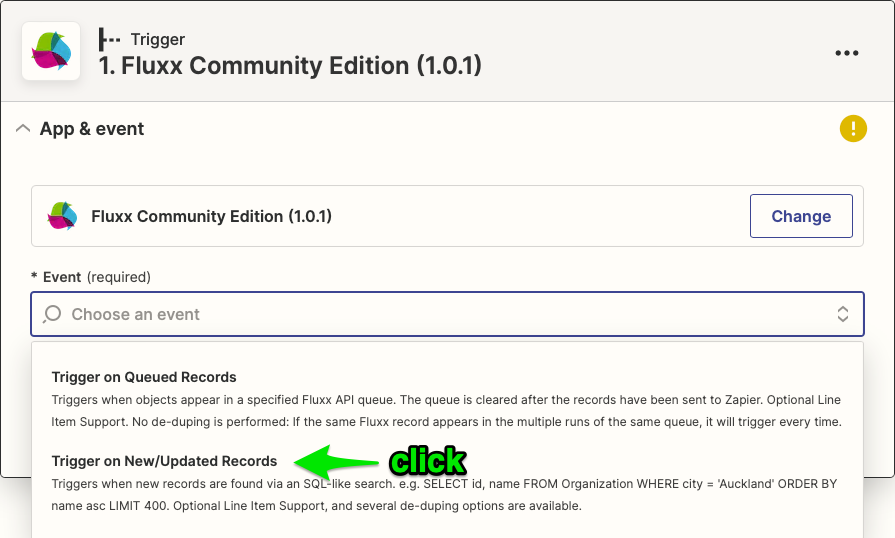 Trigger
1. Fluxx Community Edition (1.0.1)
App & event
Fluxx Community Edition (1.0.1)
Change
* Event (required)
Choose an event
Trigger on Queued Records
Triggers when objects appear in a specified Fluxx API queue. The queue is cleared after the records have been sent to Zapier. Optional Line
Item Support. No de-duping is performed: If the same Fluxx record appears in the multiple runs of the same queue, it will trigger every time.
Trigger on New/Updated Records
click
Triggers when new records are found via an SQL-like search. e.g. SELECT id, name FROM Organization WHERE city = 'Auckland' ORDER BY
name asc LIMIT 400. Optional Line Item Support, and several de-duping options are available.